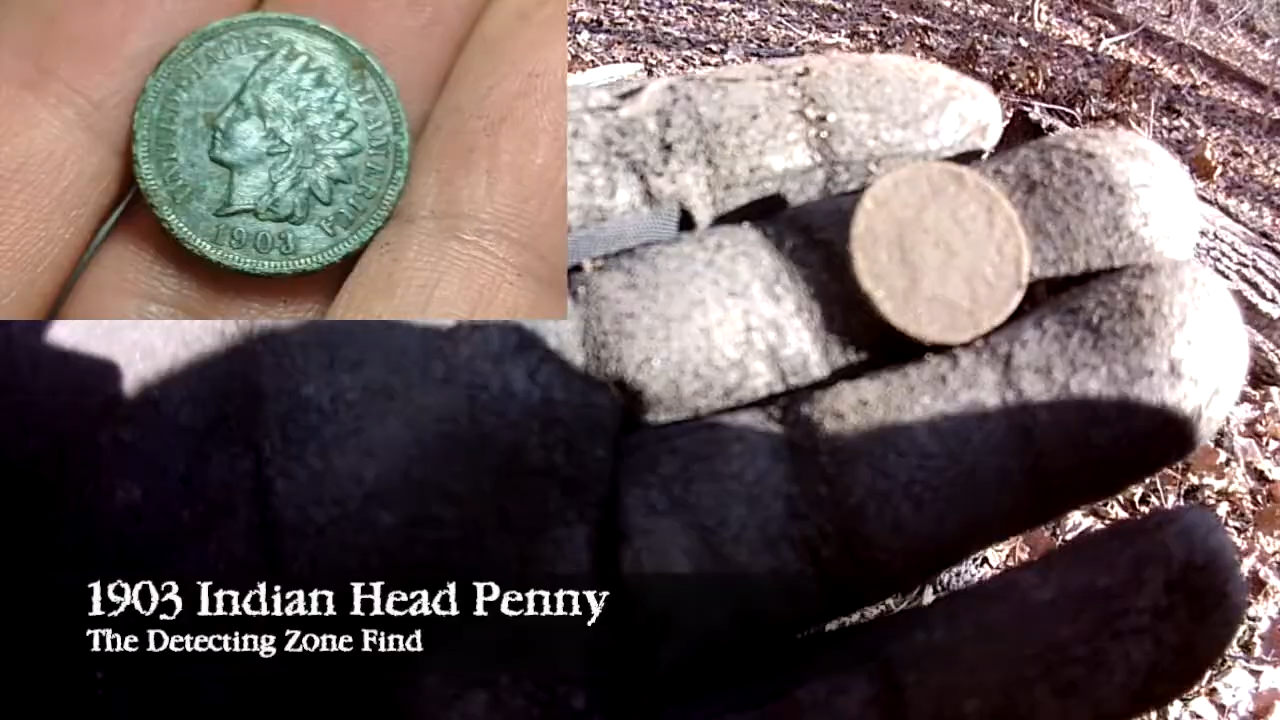 UNITED STATES OF AMERICA
1903
1903 Indian Head Penny
The Detecting Zone Find